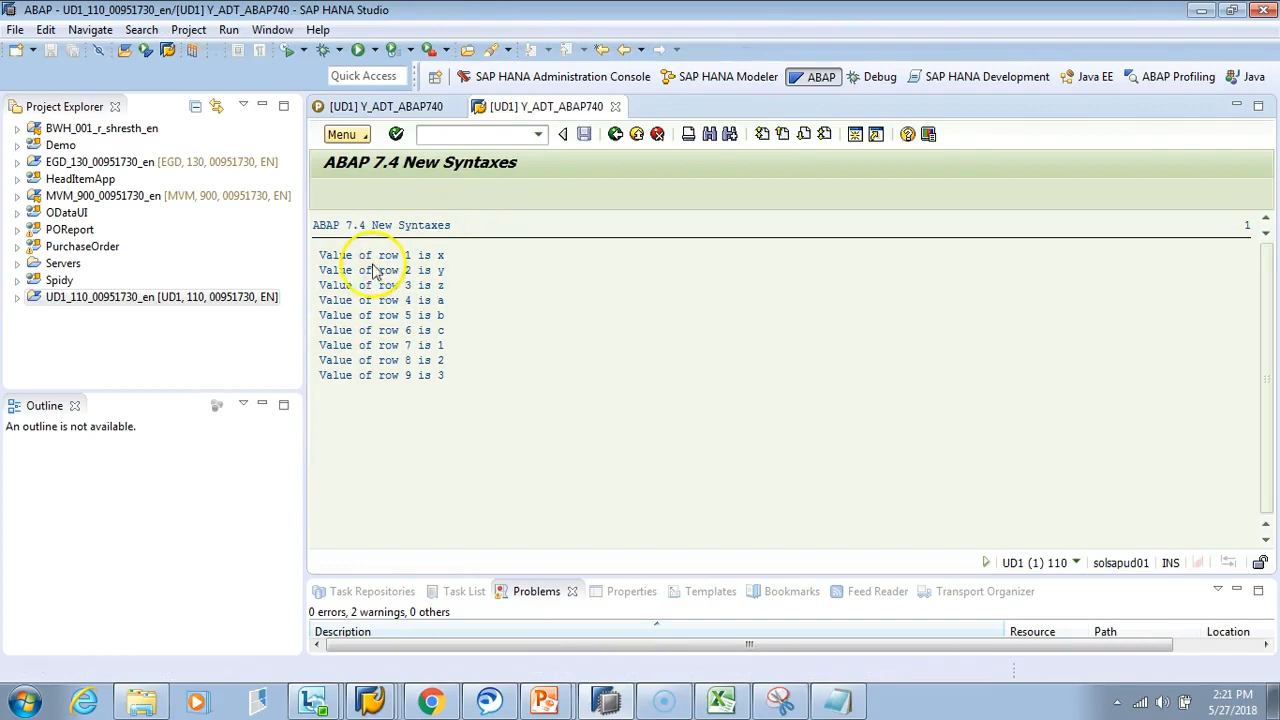 ABAP - UD1_110_00951730_en/[UD1] Y_ADT_ABAP740 - SAP HANA Studio
File Edit Navigate Search Project Run Window Help
Quick Access SAP HANA Administration Console SAP HANA Modeler ABAP Debug SAP HANA Development Java EE ABAP Profiling Java
Project Explorer
BWH_001_r_shresth_en
Demo
EGD_130_00951730_en [EGD, 130, 00951730, EN]
HeadItemApp
MVM_900_00951730_en [MVM, 900, 00951730, EN]
ODataUI
POReport
PurchaseOrder
Servers
Spidy
UD1_110_00951730_en [UD1, 110, 00951730, EN]
Outline
An outline is not available.
[UD1] Y_ADT_ABAP740 [UD1] Y_ADT_ABAP740
Menu
ABAP 7.4 New Syntaxes
ABAP 7.4 New Syntaxes 1
Value of row 1 is x
Value of row 2 is y
Value of row 3 is z
Value of row 4 is a
Value of row 5 is b
Value of row 6 is c
Value of row 7 is 1
Value of row 8 is 2
Value of row 9 is 3
UD1 (1) 110 solsapud01 INS
Task Repositories Task List Problems Properties Templates Bookmarks Feed Reader Transport Organizer
0 errors, 2 warnings, 0 others
Description Resource Path Location
2:21 PM
5/27/2018